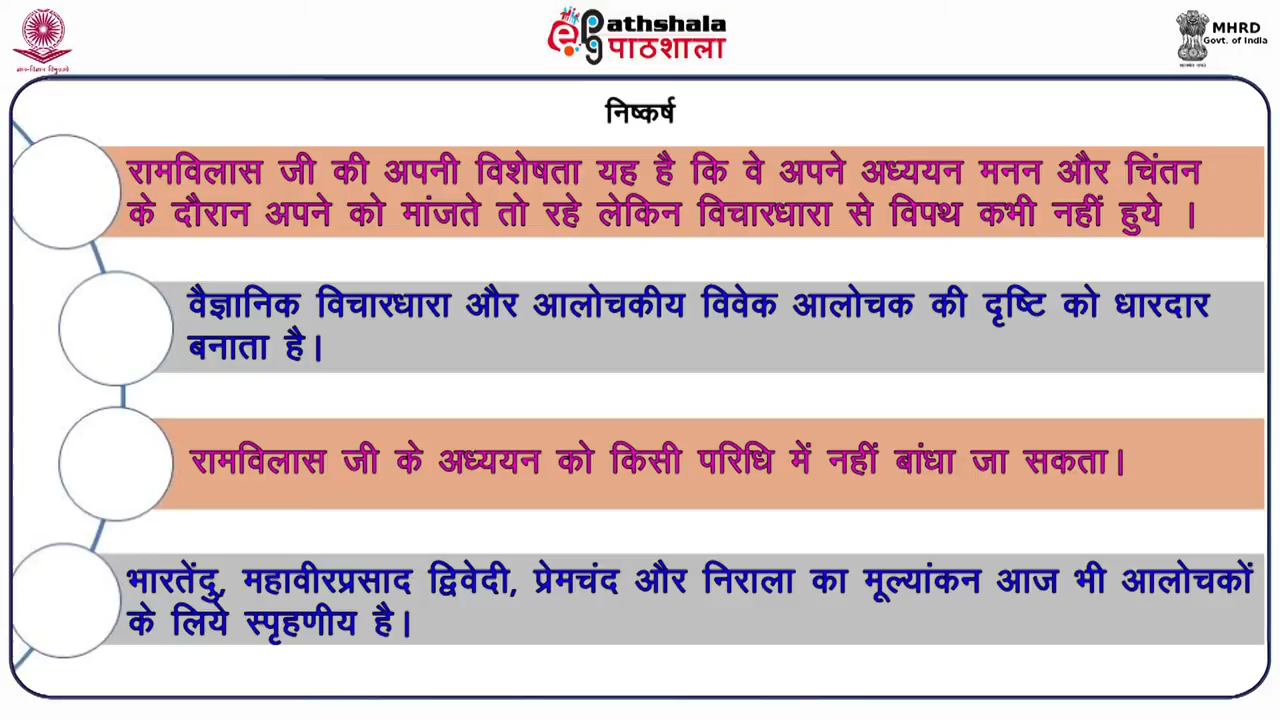 ePathshala
पाठशाला
MHRD
Govt. of India
निष्कर्ष
रामविलास जी की अपनी विशेषता यह है कि वे अपने अध्ययन मनन और चिंतन
के दौरान अपने को मांजते तो रहे लेकिन विचारधारा से विपथ कभी नहीं हुये ।
वैज्ञानिक विचारधारा और आलोचकीय विवेक आलोचक की दृष्टि को धारदार
बनाता है।
रामविलास जी के अध्ययन को किसी परिधि में नहीं बांधा जा सकता।
भारतेंदु, महावीरप्रसाद द्विवेदी, प्रेमचंद और निराला का मूल्यांकन आज भी आलोचकों
के लिये स्पृहणीय है।